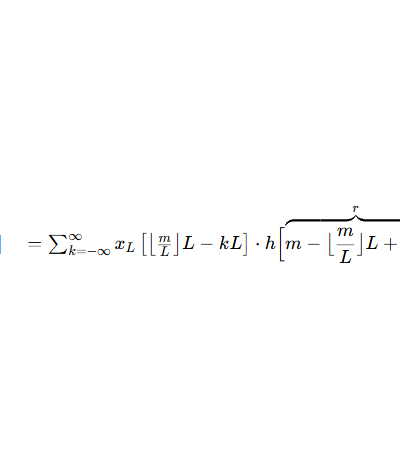 ] = ∑_{k=-∞}^{∞} x_L [⌊m/L⌋L − kL] · h[m − ⌊m/L⌋L +
r